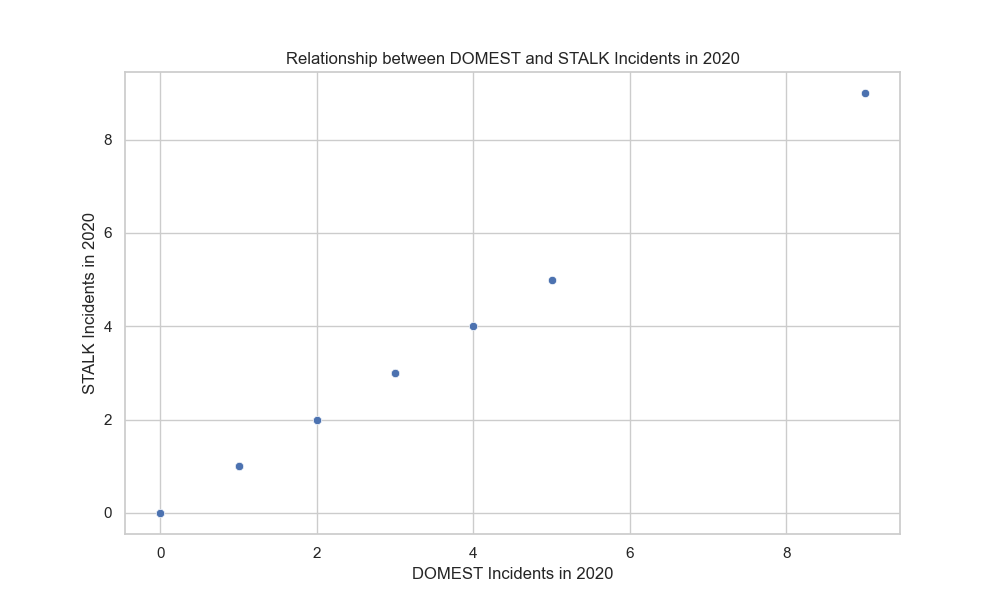 Relationship between DOMEST and STALK Incidents in 2020
STALK Incidents in 2020
8
6
4
2
0
0 2 4 6 8
DOMEST Incidents in 2020